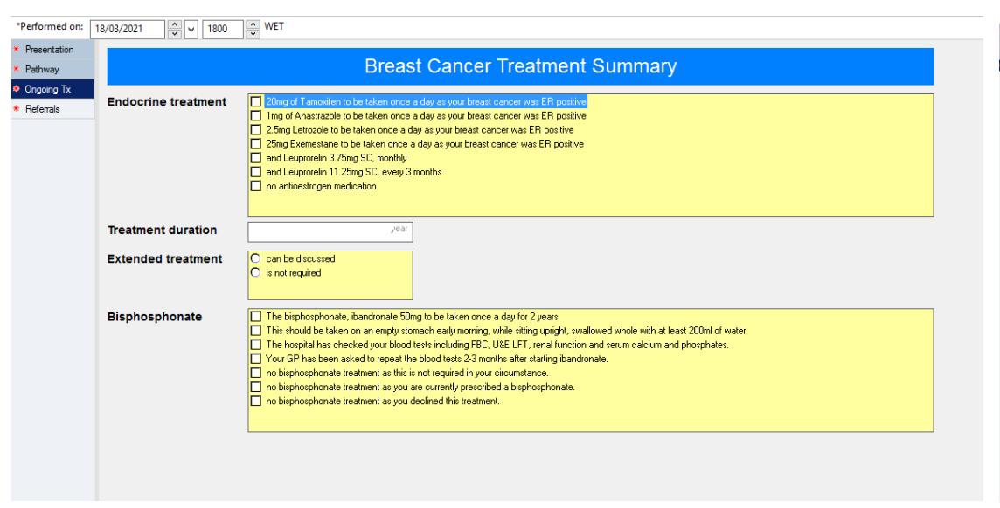 *Performed on: 18/03/2021 1800 WET
Presentation
Pathway
Ongoing Tx
Referrals
Breast Cancer Treatment Summary
Endocrine treatment
20mg of Tamoxifen to be taken once a day as your breast cancer was ER positive
1mg of Anastrazole to be taken once a day as your breast cancer was ER positive
2.5mg Letrozole to be taken once a day as your breast cancer was ER positive
25mg Exemestane to be taken once a day as your breast cancer was ER positive
and Leuprorelin 3.75mg SC, monthly
and Leuprorelin 11.25mg SC, every 3 months
no antioestrogen medication
Treatment duration
year
Extended treatment
can be discussed
is not required
Bisphosphonate
The bisphosphonate, ibandronate 50mg to be taken once a day for 2 years.
This should be taken on an empty stomach early morning, while sitting upright, swallowed whole with at least 200ml of water.
The hospital has checked your blood tests including FBC, U&E LFT, renal function and serum calcium and phosphates.
Your GP has been asked to repeat the blood tests 2-3 months after starting ibandronate.
no bisphosphonate treatment as this is not required in your circumstance.
no bisphosphonate treatment as you are currently prescribed a bisphosphonate.
no bisphosphonate treatment as you declined this treatment.